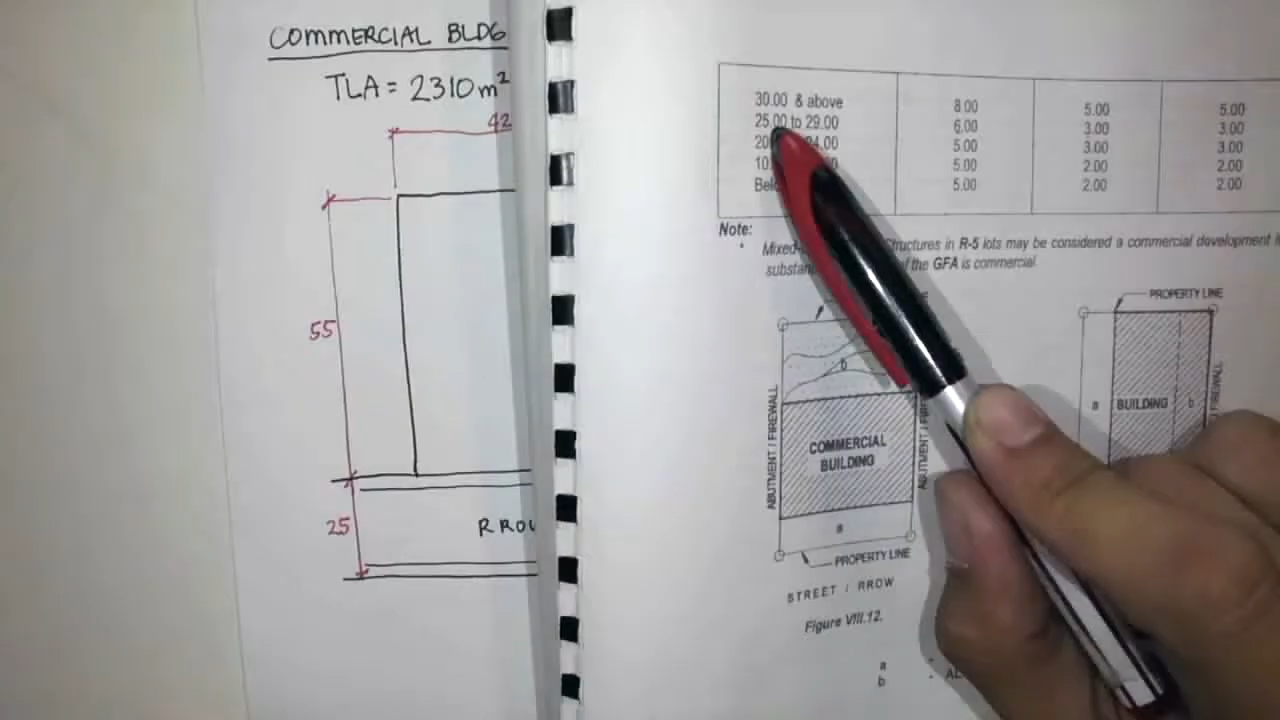 COMMERCIAL BLDG
TLA = 2310m²
42
55
25
30.00 & above 8.00 5.00 5.00
25.00 to 29.00 6.00 3.00 3.00
24.00 5.00 3.00 3.00
5.00 2.00 2.00
5.00 2.00 2.00
Note:
Structures in R-5 lots may be considered a commercial development
of the GFA is commercial.
PROPERTY LINE
b
ABUTMENT / FIREWALL
COMMERCIAL
BUILDING
a
PROPERTY LINE
STREET / RROW
Figure VIII.12.
a BUILDING b
a
b